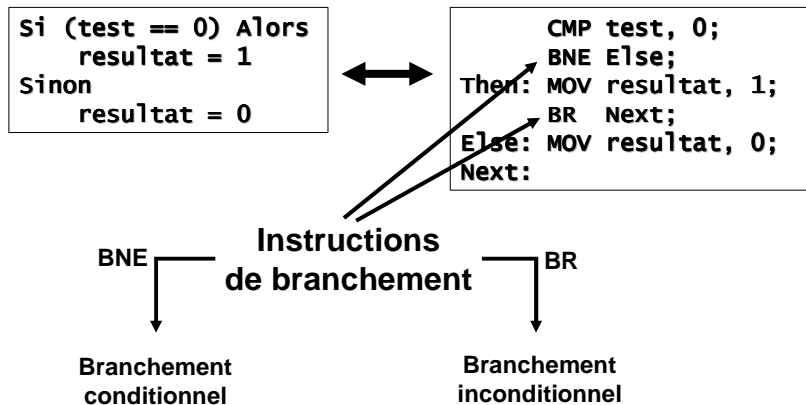 Si (test == 0) Alors
resultat = 1
Sinon
resultat = 0
CMP test, 0;
BNE Else;
Then: MOV resultat, 1;
BR Next;
Else: MOV resultat, 0;
Next:
Instructions
de branchement
BNE
BR
Branchement
conditionnel
Branchement
inconditionnel